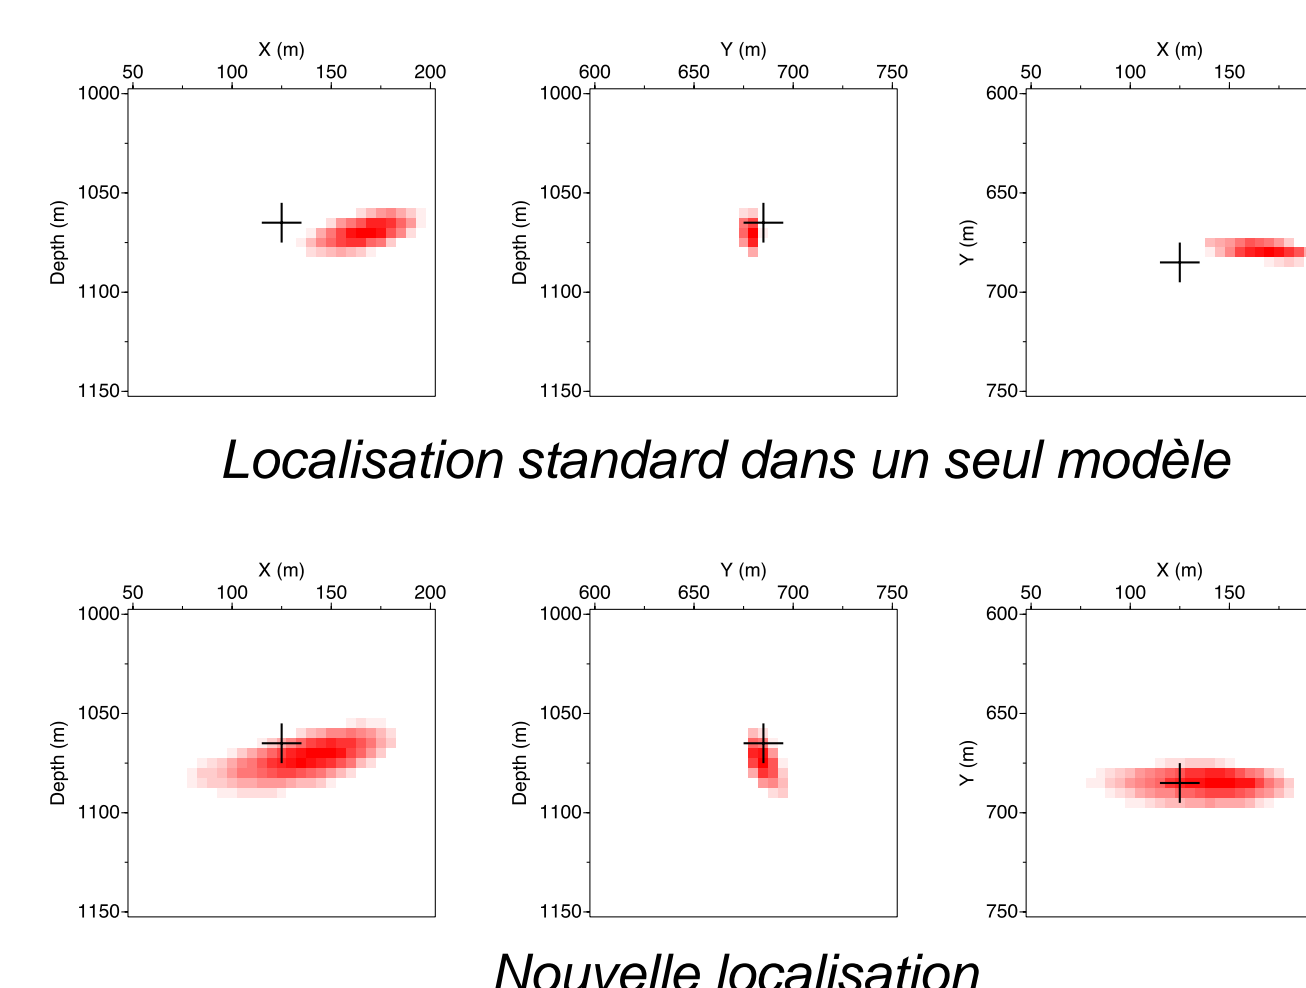 X (m)
50 100 150 200
1000
1050
1100
1150
Depth (m)
Y (m)
600 650 700 750
1000
1050
1100
1150
Depth (m)
X (m)
50 100 150
600
650
700
750
Y (m)
Localisation standard dans un seul modèle
X (m)
50 100 150 200
1000
1050
1100
1150
Depth (m)
Y (m)
600 650 700 750
1000
1050
1100
1150
Depth (m)
X (m)
50 100 150
600
650
700
750
Y (m)
Nouvelle localisation